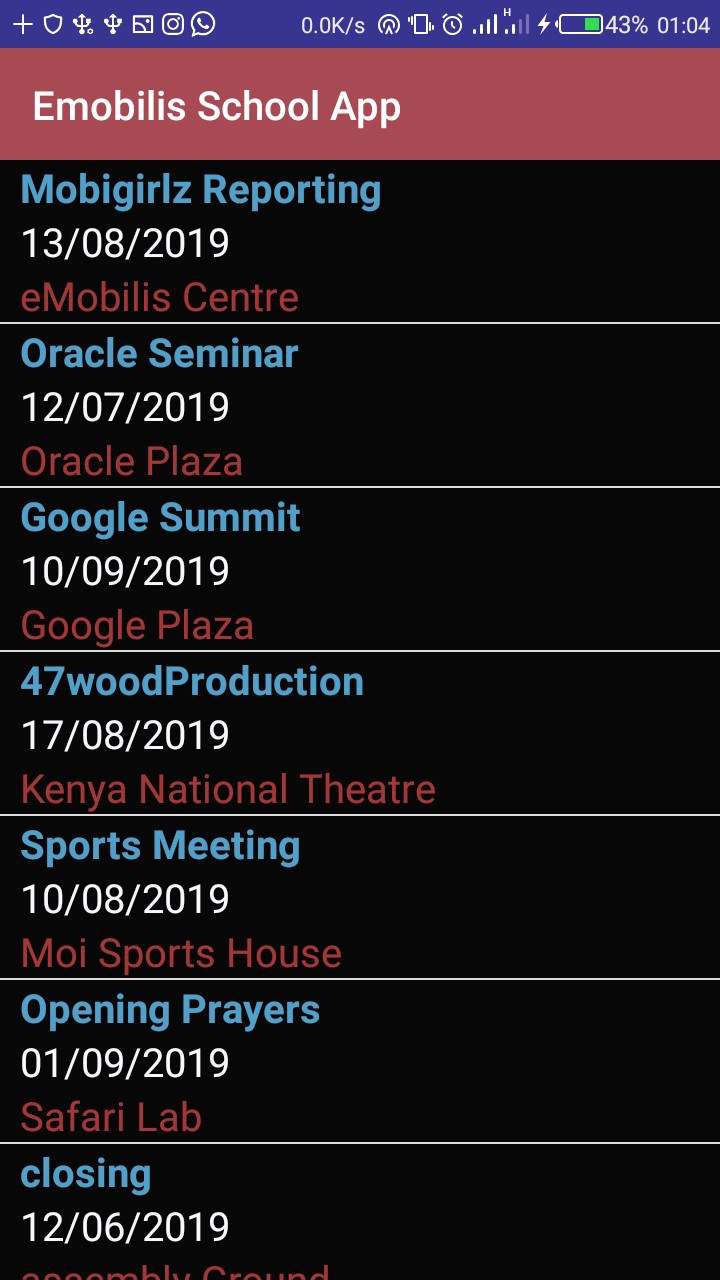 0.0K/s H 43% 01:04
Emobilis School App
Mobigirlz Reporting
13/08/2019
eMobilis Centre
Oracle Seminar
12/07/2019
Oracle Plaza
Google Summit
10/09/2019
Google Plaza
47woodProduction
17/08/2019
Kenya National Theatre
Sports Meeting
10/08/2019
Moi Sports House
Opening Prayers
01/09/2019
Safari Lab
closing
12/06/2019
assembly Ground